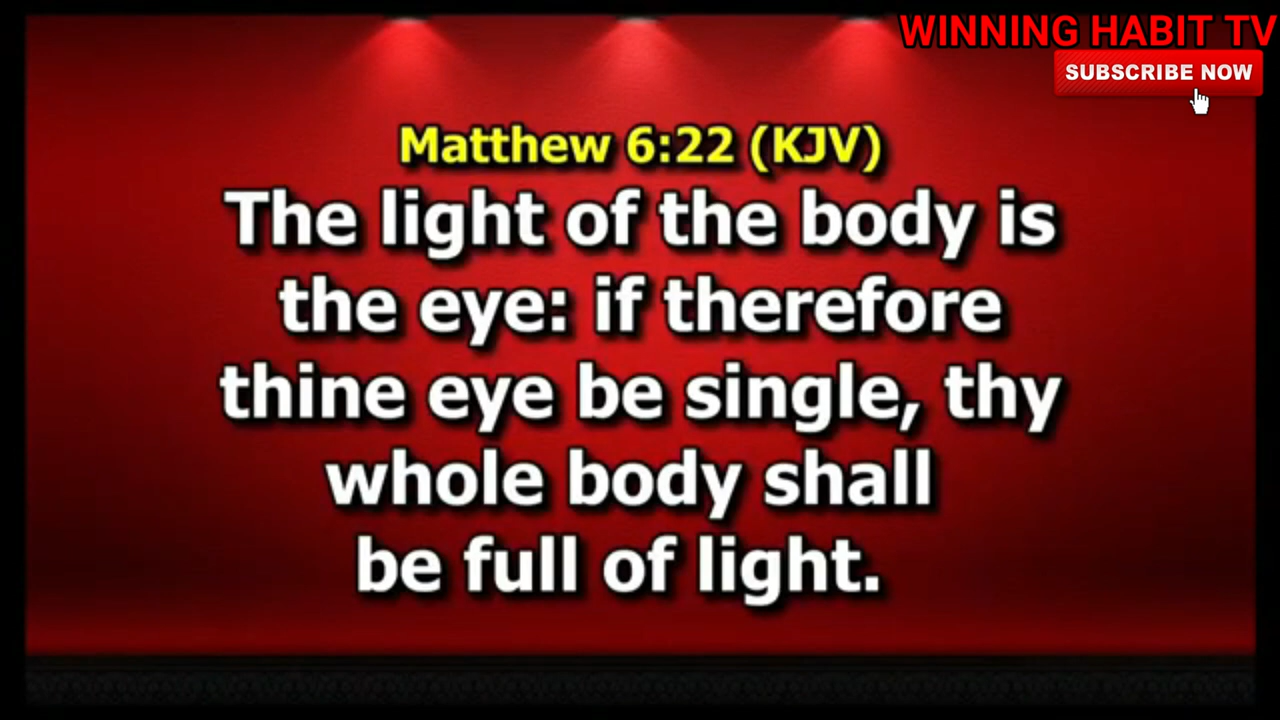 WINNING HABIT TV
SUBSCRIBE NOW
Matthew 6:22 (KJV)
The light of the body is
the eye: if therefore
thine eye be single, thy
whole body shall
be full of light.